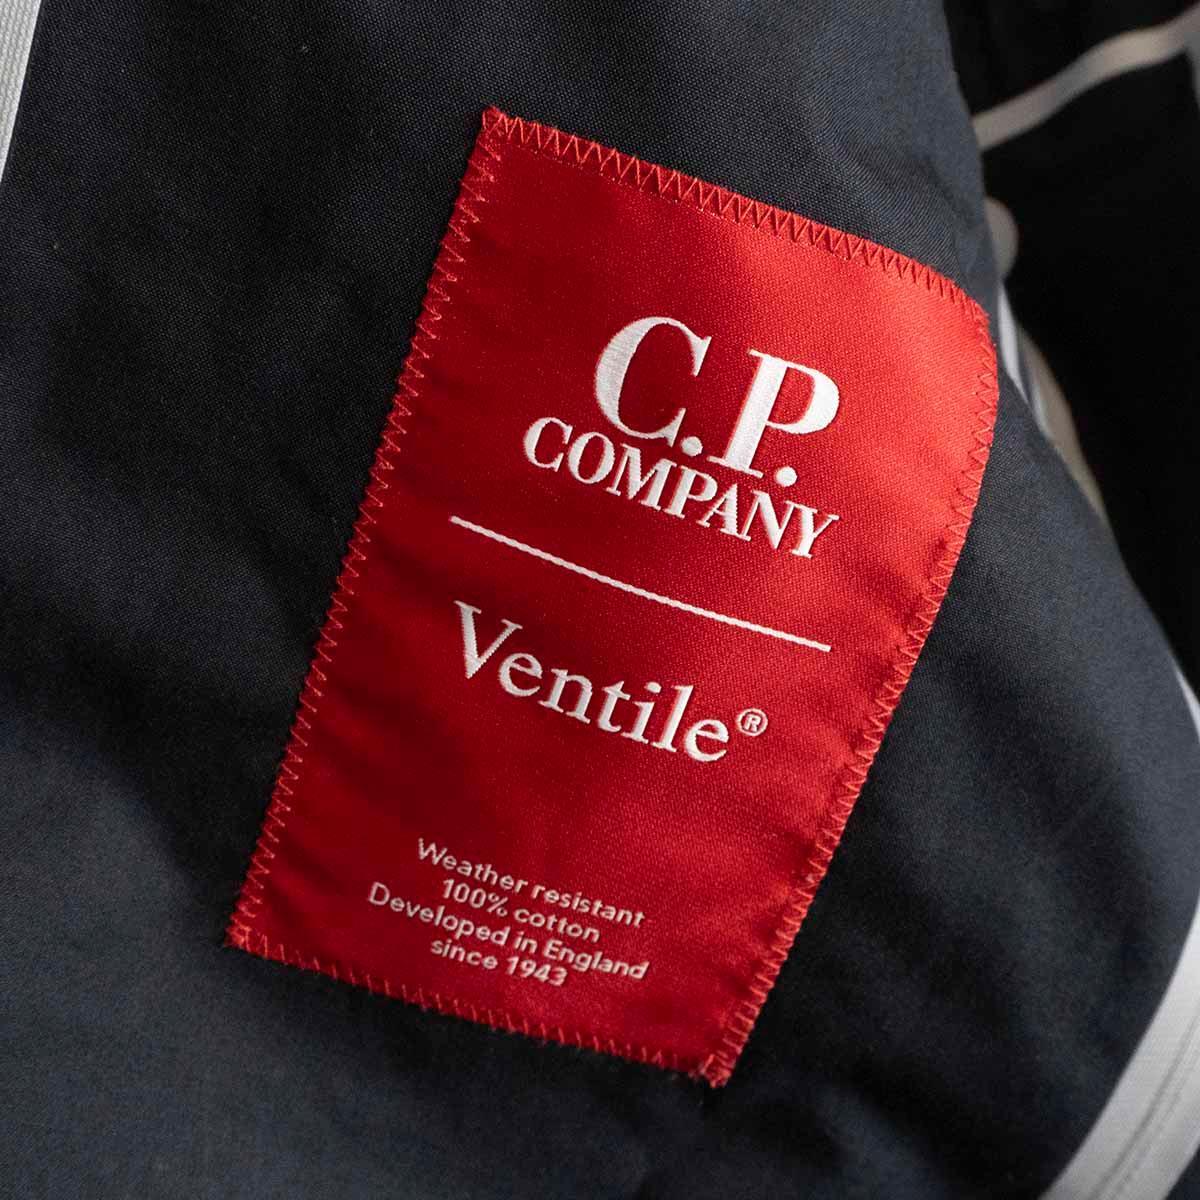 C.P.
COMPANY
Ventile®
Weather resistant
100% cotton
Developed in England
since 1943